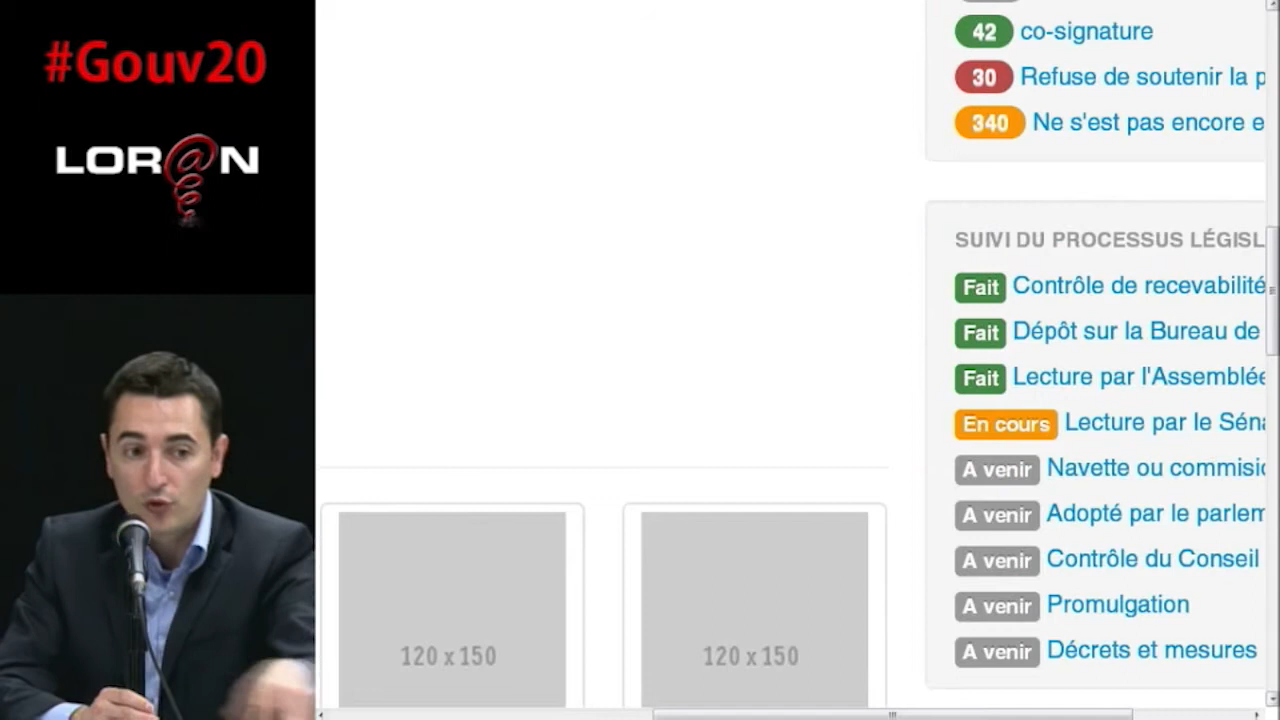 #Gouv20
LOR@N
42 co-signature
30 Refuse de soutenir la p
340 Ne s'est pas encore e
SUIVI DU PROCESSUS LÉGISL
Fait Contrôle de recevabilité
Fait Dépôt sur la Bureau de
Fait Lecture par l'Assemblée
En cours Lecture par le Séna
A venir Navette ou commisio
A venir Adopté par le parlem
A venir Contrôle du Conseil
A venir Promulgation
A venir Décrets et mesures
120 x 150
120 x 150